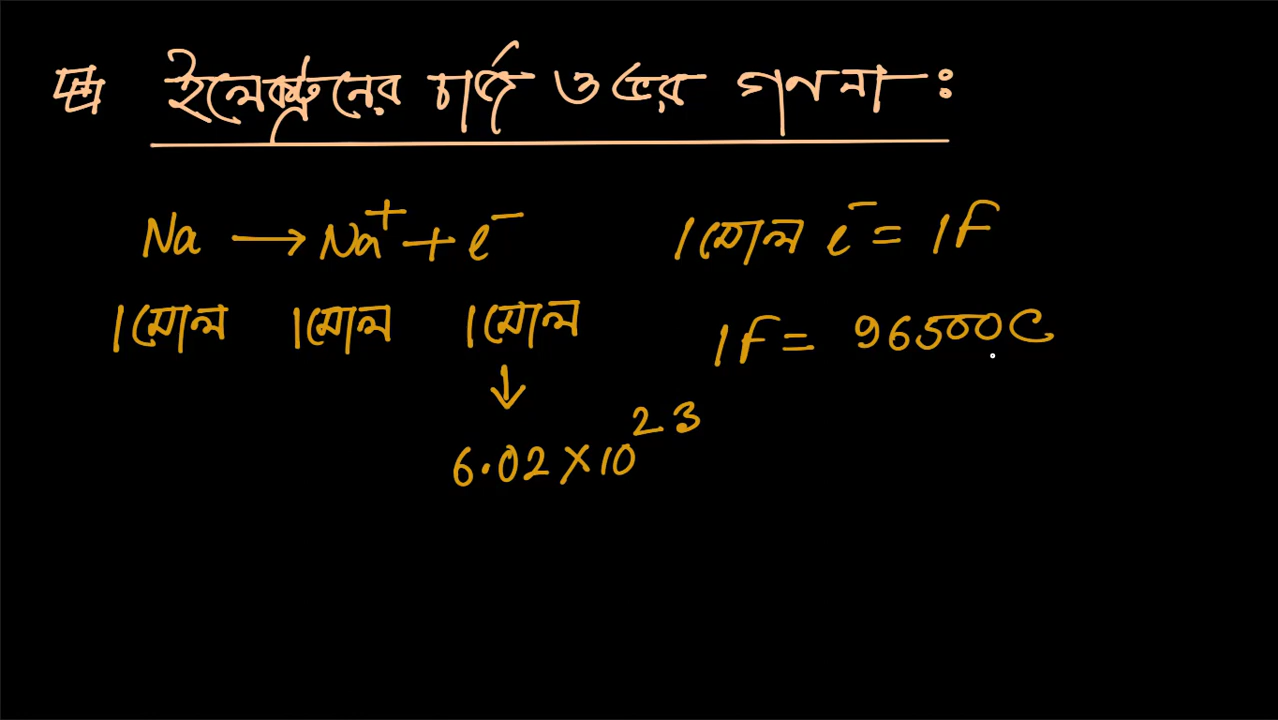 ইলেকট্রনের চার্জ ও ভর গণনা :
Na → Na⁺ + e⁻
1 মোল 1 মোল 1 মোল
↓
6.02 × 10²³
1 মোল e⁻ = 1F
1F = 96500C